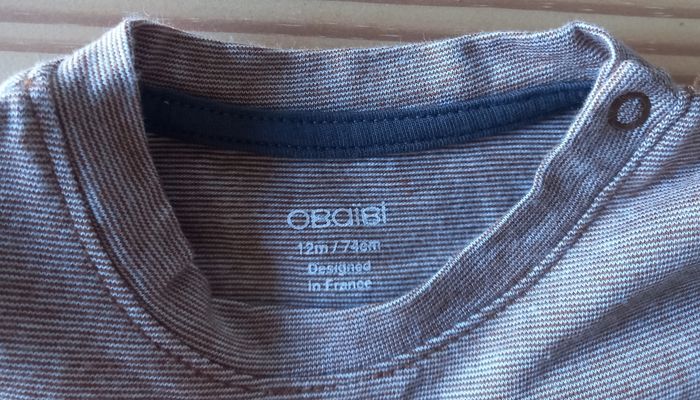 OBaiBi
12m / 74cm
Designed
in France